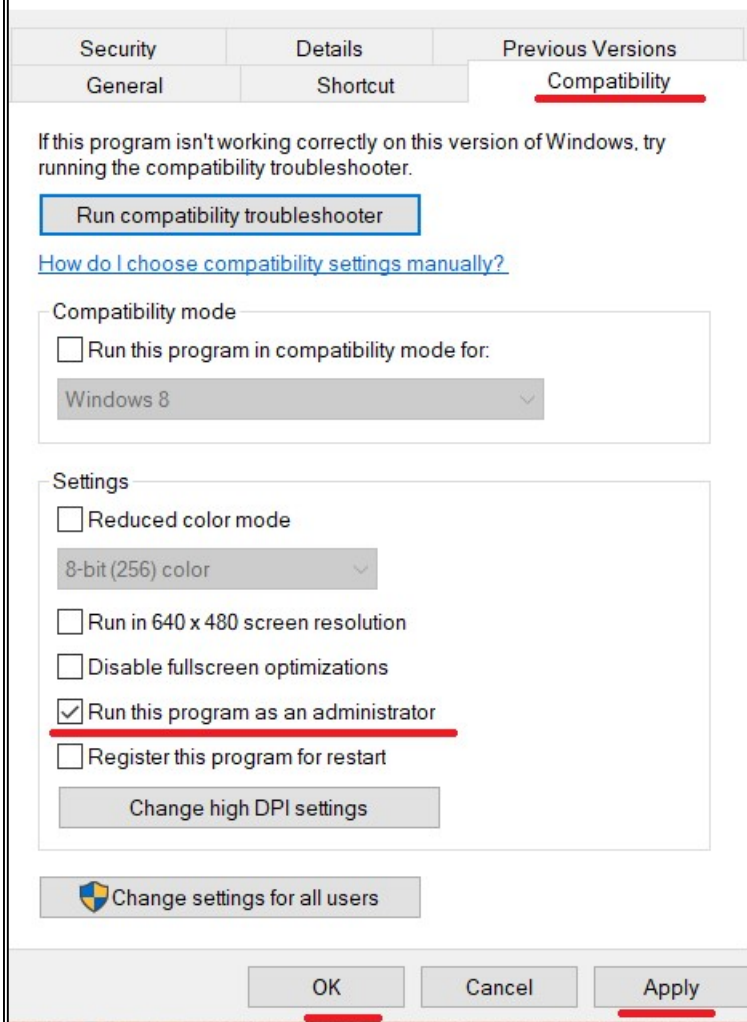 Security Details Previous Versions
General Shortcut Compatibility
If this program isn't working correctly on this version of Windows, try
running the compatibility troubleshooter.
Run compatibility troubleshooter
How do I choose compatibility settings manually?
Compatibility mode
Run this program in compatibility mode for:
Windows 8
Settings
Reduced color mode
8-bit (256) color
Run in 640 x 480 screen resolution
Disable fullscreen optimizations
Run this program as an administrator
Register this program for restart
Change high DPI settings
Change settings for all users
OK Cancel Apply